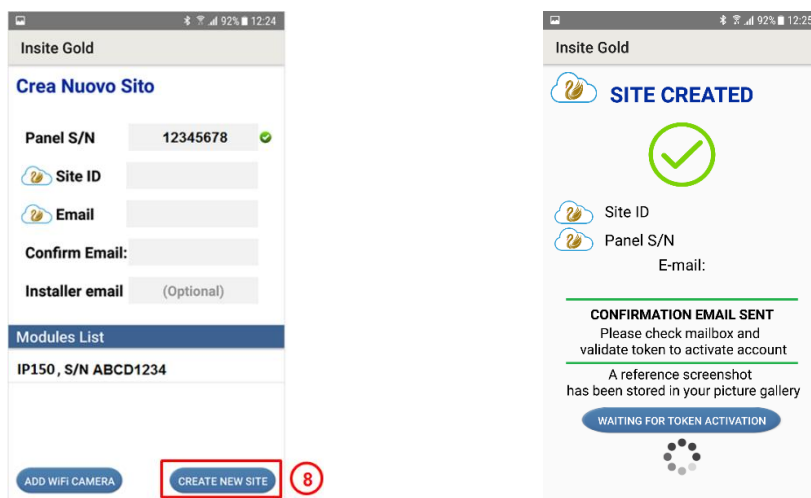 92% 12:24
Insite Gold
Crea Nuovo Sito
Panel S/N 12345678
Site ID
Email
Confirm Email:
Installer email (Optional)
Modules List
IP150, S/N ABCD1234
ADD WiFi CAMERA CREATE NEW SITE 8
92% 12:25
Insite Gold
SITE CREATED
Site ID
Panel S/N
E-mail:
CONFIRMATION EMAIL SENT
Please check mailbox and
validate token to activate account
A reference screenshot
has been stored in your picture gallery
WAITING FOR TOKEN ACTIVATION